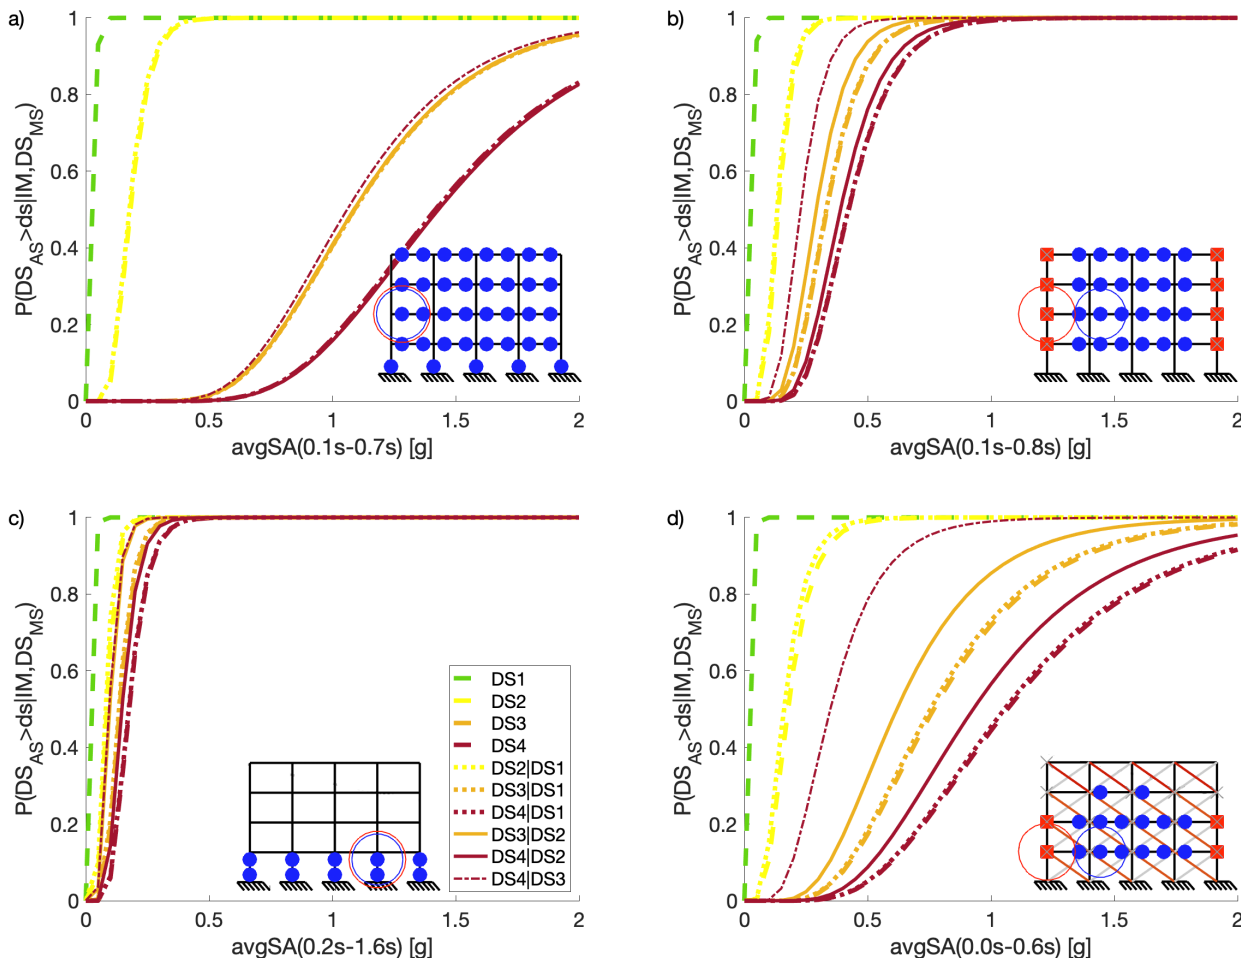 a)
P(DS_AS>ds|IM,DS_MS)
1
0.8
0.6
0.4
0.2
0
0 0.5 1 1.5 2
avgSA(0.1s-0.7s) [g]
b)
P(DS_AS>ds|IM,DS_MS)
1
0.8
0.6
0.4
0.2
0
0 0.5 1 1.5 2
avgSA(0.1s-0.8s) [g]
c)
P(DS_AS>ds|IM,DS_MS)
1
0.8
0.6
0.4
0.2
0
0 0.5 1 1.5 2
avgSA(0.2s-1.6s) [g]
DS1
DS2
DS3
DS4
DS2|DS1
DS3|DS1
DS4|DS1
DS3|DS2
DS4|DS2
DS4|DS3
d)
P(DS_AS>ds|IM,DS_MS)
1
0.8
0.6
0.4
0.2
0
0 0.5 1 1.5 2
avgSA(0.0s-0.6s) [g]